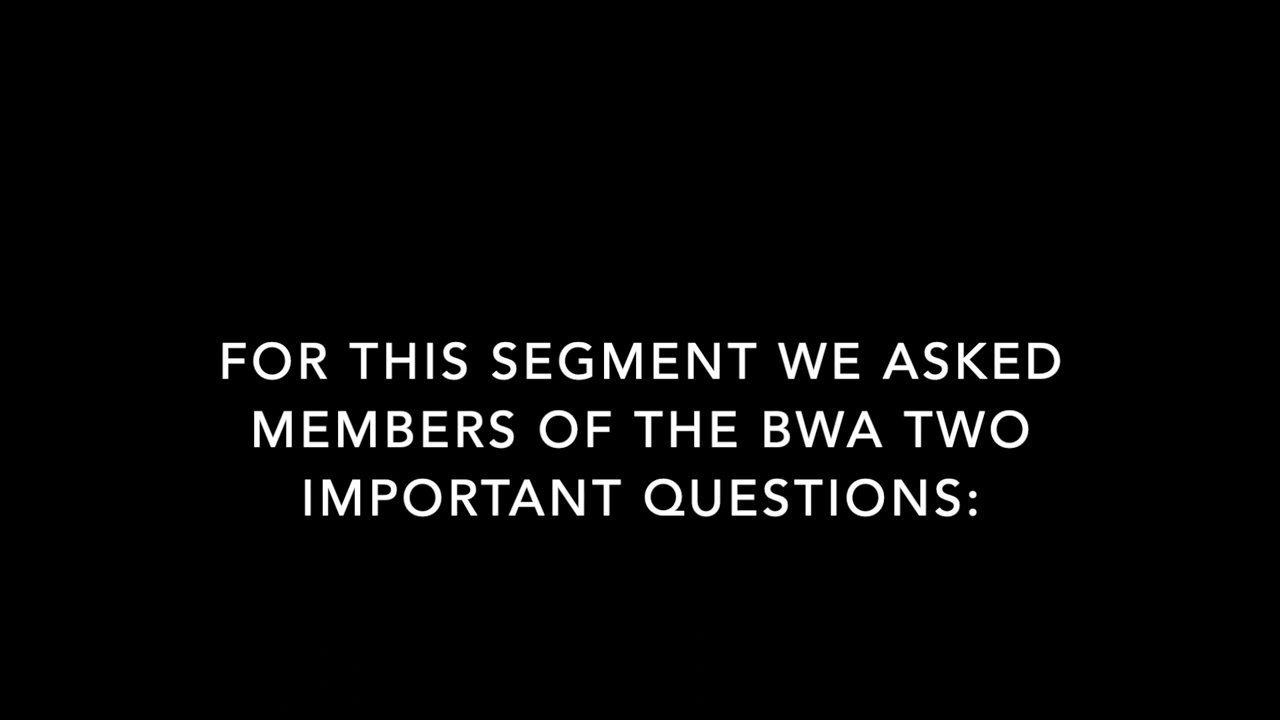 FOR THIS SEGMENT WE ASKED
MEMBERS OF THE BWA TWO
IMPORTANT QUESTIONS: